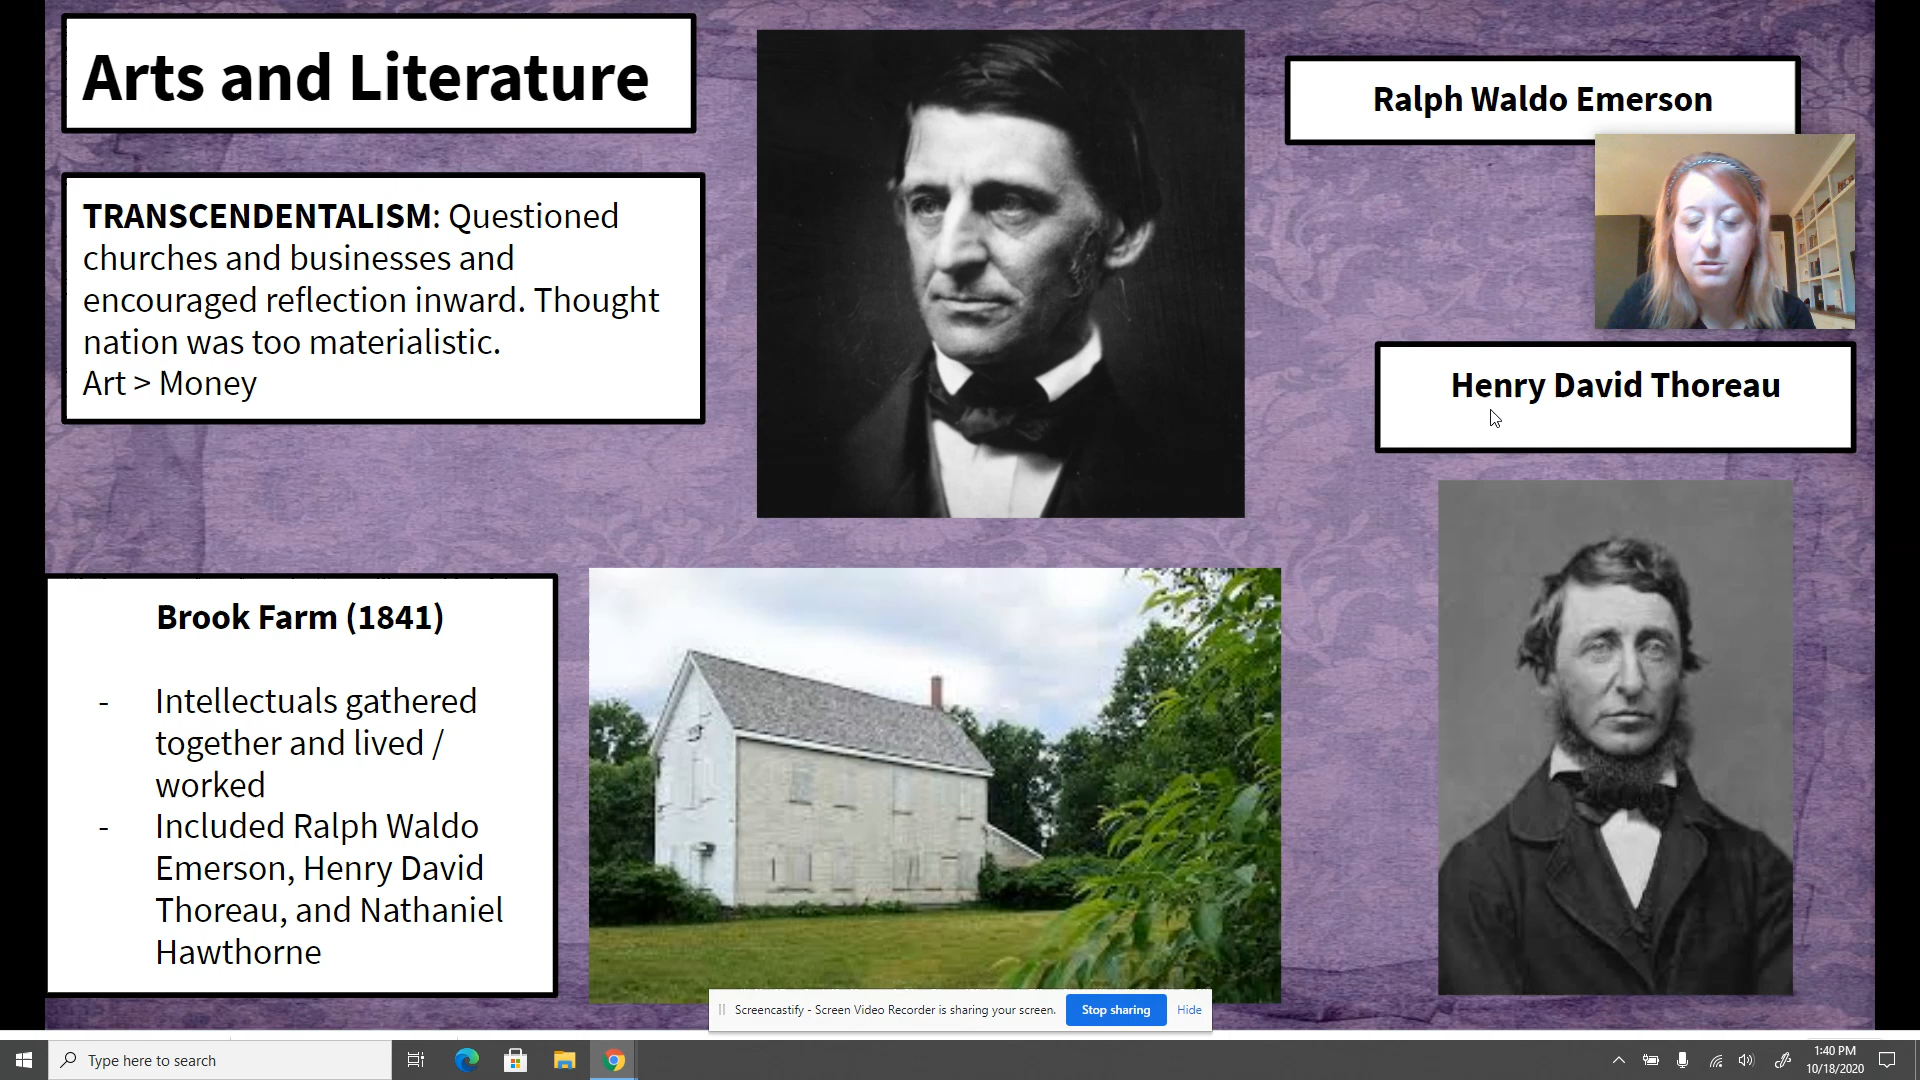 Arts and Literature
TRANSCENDENTALISM: Questioned
churches and businesses and
encouraged reflection inward. Thought
nation was too materialistic.
Art > Money
Ralph Waldo Emerson
Henry David Thoreau
Brook Farm (1841)
- Intellectuals gathered
together and lived /
worked
- Included Ralph Waldo
Emerson, Henry David
Thoreau, and Nathaniel
Hawthorne
Screencastify - Screen Video Recorder is sharing your screen. Stop sharing Hide
Type here to search
1:40 PM
10/18/2020